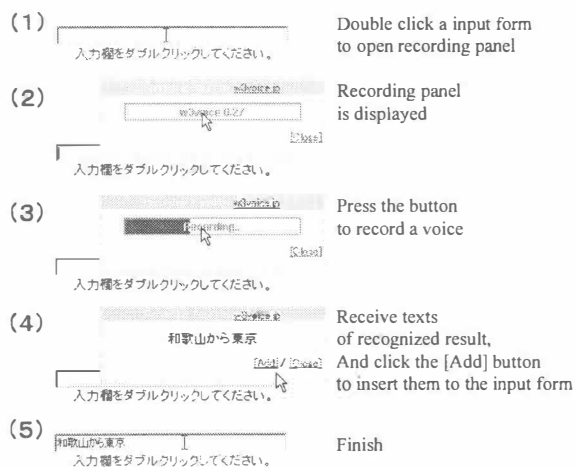 (1)
Double click a input form
to open recording panel
入力欄をダブルクリックしてください。
(2)
w3voice.jp
Recording panel
is displayed
w3voice 0.27
[Close]
入力欄をダブルクリックしてください。
(3)
w3voice.jp
Press the button
to record a voice
Recording..
[Close]
入力欄をダブルクリックしてください。
(4)
w3voice.jp
Receive texts
of recognized result,
And click the [Add] button
to insert them to the input form
和歌山から東京
[Add] / [Close]
入力欄をダブルクリックしてください。
(5)
和歌山から東京
Finish
入力欄をダブルクリックしてください。